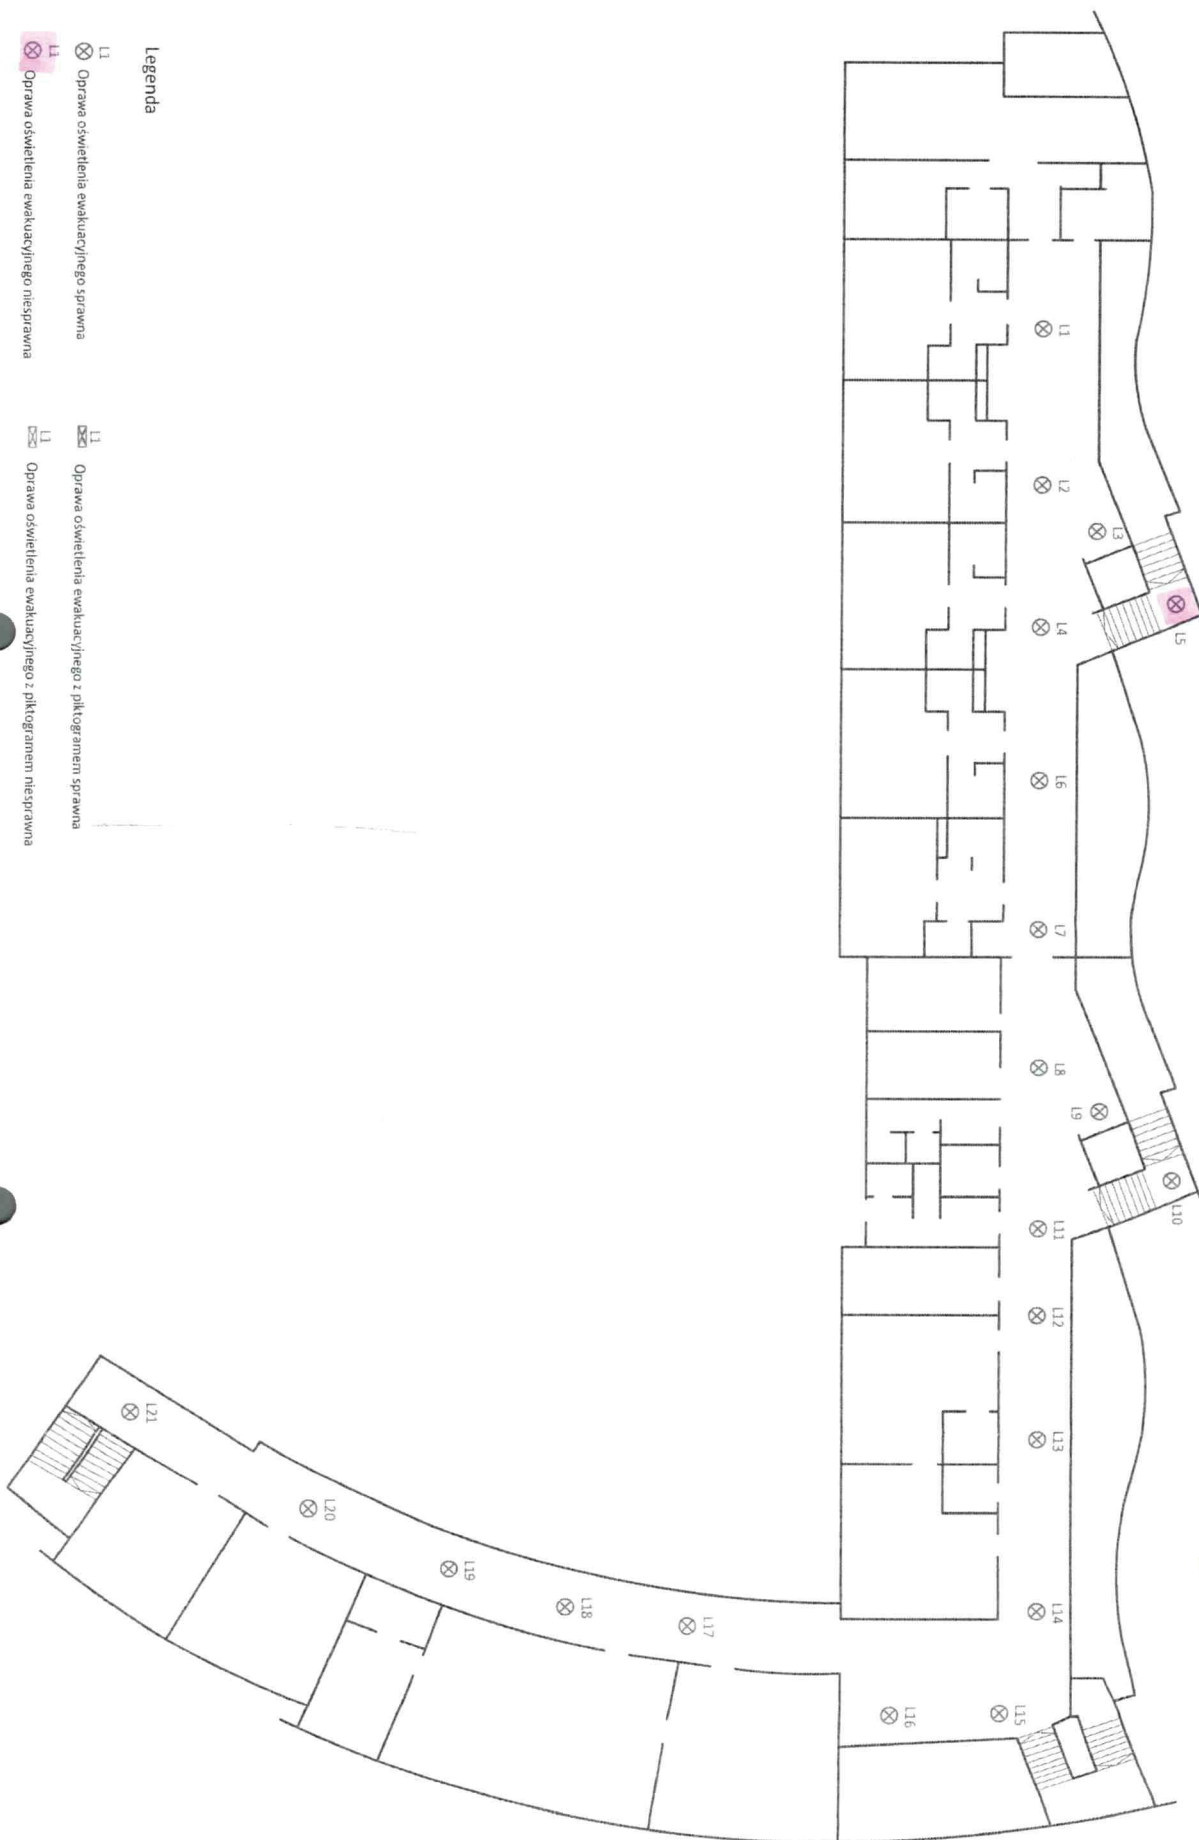 Legenda
L1
Oprawa oświetlenia ewakuacyjnego sprawna
L1
Oprawa oświetlenia ewakuacyjnego niesprawna
L1
Oprawa oświetlenia ewakuacyjnego z piktogramem sprawna
L1
Oprawa oświetlenia ewakuacyjnego z piktogramem niesprawna
L1
L2
L3
L4
L5
L6
L7
L8
L9
L10
L11
L12
L13
L14
L15
L16
L17
L18
L19
L20
L21